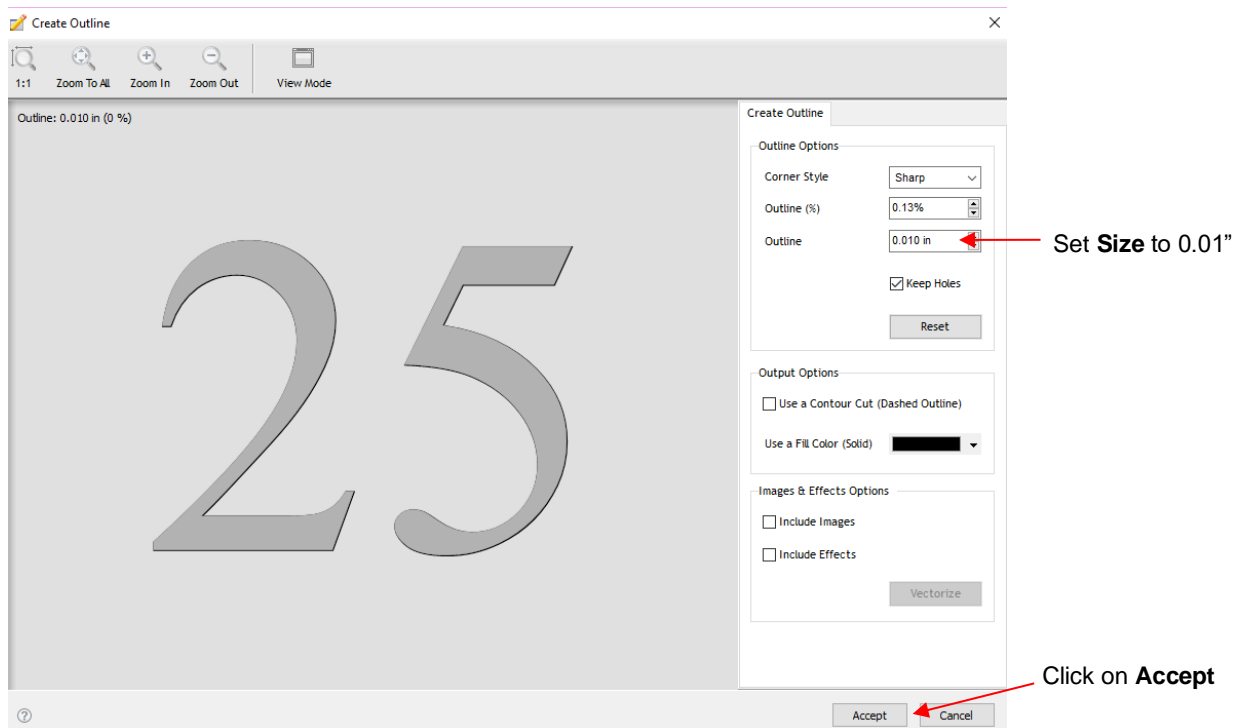 Create Outline
1:1 Zoom To All Zoom In Zoom Out View Mode
Outline: 0.010 in (0 %)
25
Create Outline
Outline Options
Corner Style Sharp
Outline (%) 0.13%
Outline 0.010 in
Set Size to 0.01”
Keep Holes
Reset
Output Options
Use a Contour Cut (Dashed Outline)
Use a Fill Color (Solid)
Images & Effects Options
Include Images
Include Effects
Vectorize
Click on Accept
? Accept Cancel